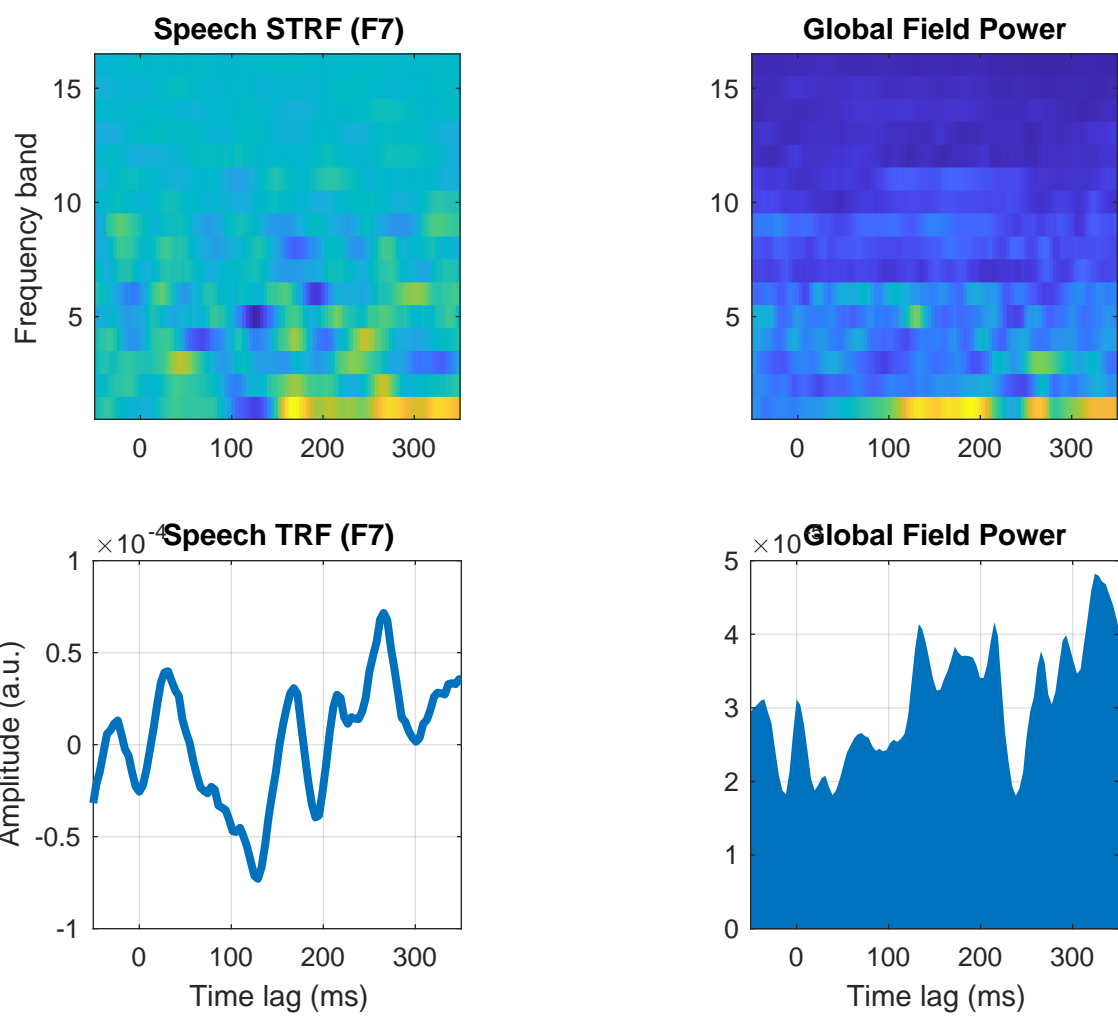 Speech STRF (F7)
Frequency band
15
10
5
0 100 200 300
Global Field Power
15
10
5
0 100 200 300
Speech TRF (F7)
×10-4
Amplitude (a.u.)
1
0.5
0
-0.5
-1
0 100 200 300
Time lag (ms)
Global Field Power
×10
5
4
3
2
1
0
0 100 200 300
Time lag (ms)